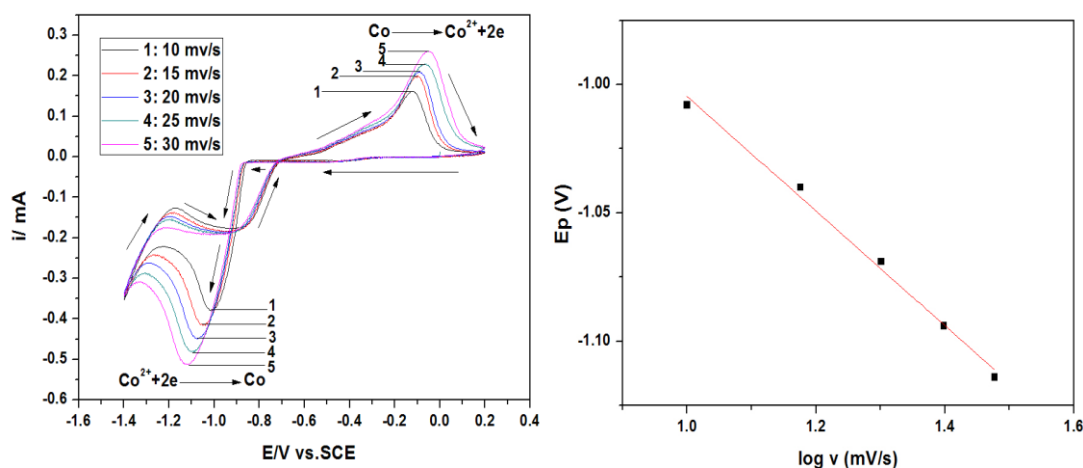 Co → Co²⁺+2e
1: 10 mv/s
2: 15 mv/s
3: 20 mv/s
4: 25 mv/s
5: 30 mv/s
5
4
3
2
1
1
2
3
4
5
Co²⁺+2e → Co
0.4
0.3
0.2
0.1
0.0
-0.1
-0.2
-0.3
-0.4
-0.5
-0.6
i/ mA
-1.6 -1.4 -1.2 -1.0 -0.8 -0.6 -0.4 -0.2 0.0 0.2 0.4
E/V vs.SCE
-1.00
-1.05
-1.10
Ep (V)
1.0 1.2 1.4 1.6
log v (mV/s)